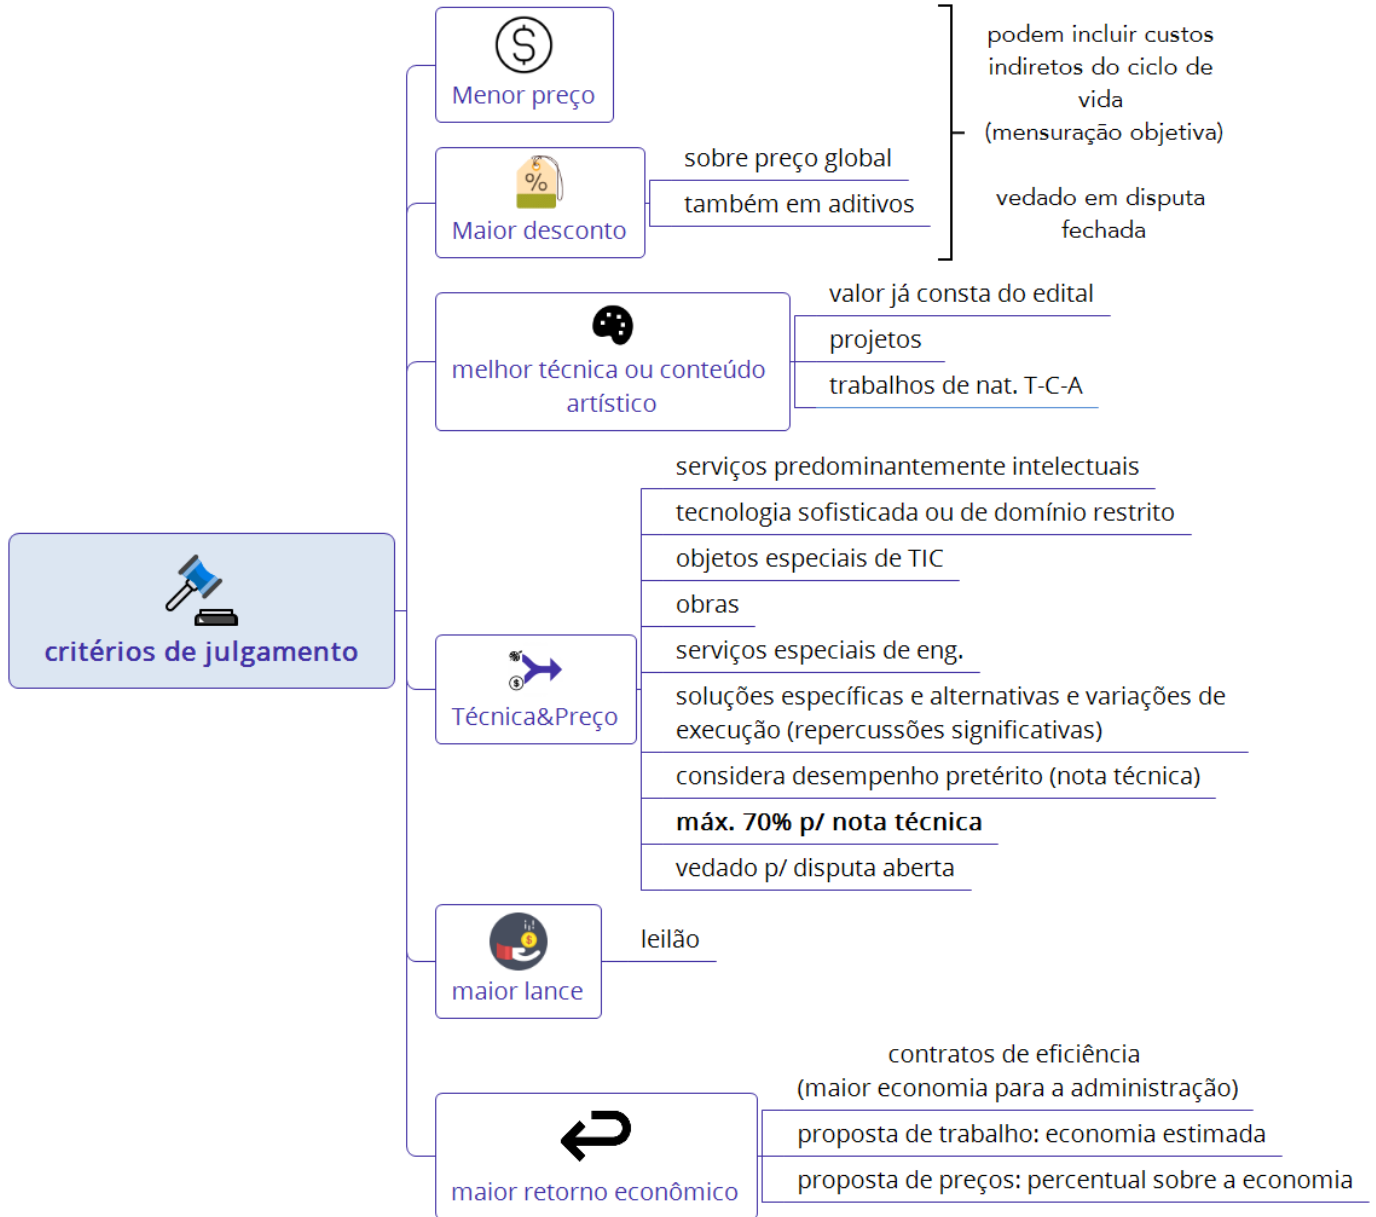 $
Menor preço
podem incluir custos
indiretos do ciclo de
vida
(mensuração objetiva)
vedado em disputa
fechada
%
Maior desconto
sobre preço global
também em aditivos
melhor técnica ou conteúdo
artístico
valor já consta do edital
projetos
trabalhos de nat. T-C-A
critérios de julgamento
$
Técnica&Preço
serviços predominantemente intelectuais
tecnologia sofisticada ou de domínio restrito
objetos especiais de TIC
obras
serviços especiais de eng.
soluções específicas e alternativas e variações de
execução (repercussões significativas)
considera desempenho pretérito (nota técnica)
máx. 70% p/ nota técnica
vedado p/ disputa aberta
$
maior lance
leilão
maior retorno econômico
contratos de eficiência
(maior economia para a administração)
proposta de trabalho: economia estimada
proposta de preços: percentual sobre a economia